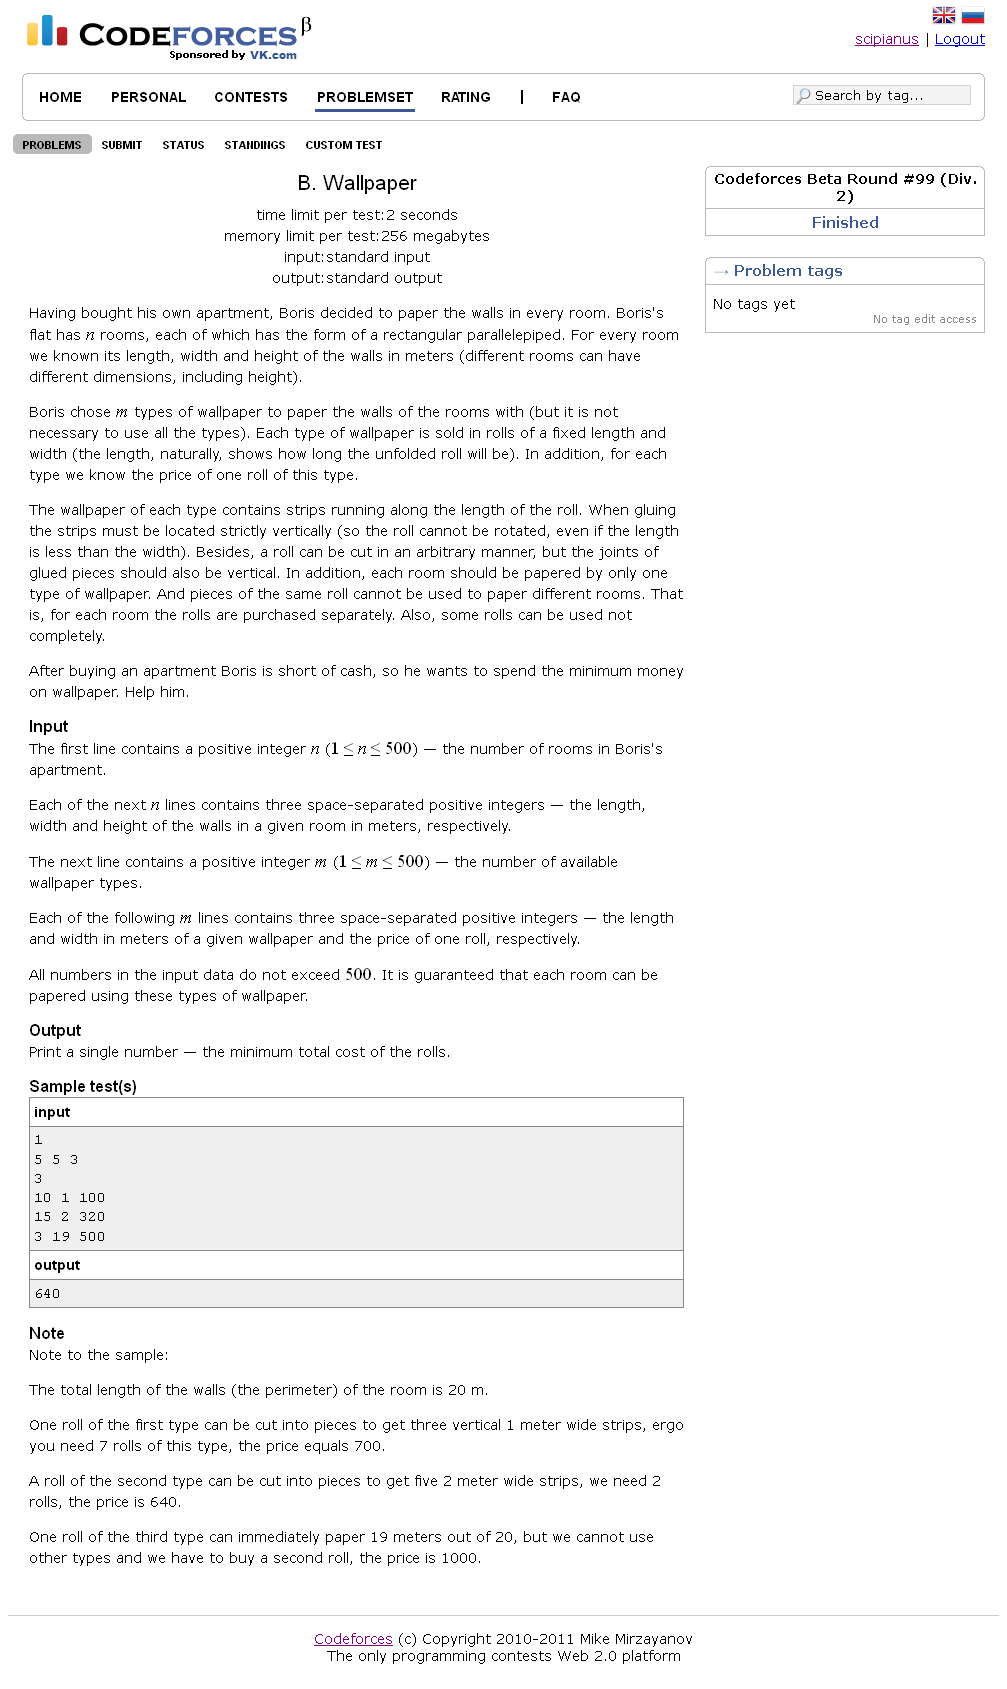 CODEFORCES β
Sponsored by VK.com
scipianus | Logout
HOME PERSONAL CONTESTS PROBLEMSET RATING | FAQ
Search by tag...
PROBLEMS SUBMIT STATUS STANDINGS CUSTOM TEST
B. Wallpaper
time limit per test:2 seconds
memory limit per test:256 megabytes
input:standard input
output:standard output
Having bought his own apartment, Boris decided to paper the walls in every room. Boris's
flat has n rooms, each of which has the form of a rectangular parallelepiped. For every room
we known its length, width and height of the walls in meters (different rooms can have
different dimensions, including height).
Boris chose m types of wallpaper to paper the walls of the rooms with (but it is not
necessary to use all the types). Each type of wallpaper is sold in rolls of a fixed length and
width (the length, naturally, shows how long the unfolded roll will be). In addition, for each
type we know the price of one roll of this type.
The wallpaper of each type contains strips running along the length of the roll. When gluing
the strips must be located strictly vertically (so the roll cannot be rotated, even if the length
is less than the width). Besides, a roll can be cut in an arbitrary manner, but the joints of
glued pieces should also be vertical. In addition, each room should be papered by only one
type of wallpaper. And pieces of the same roll cannot be used to paper different rooms. That
is, for each room the rolls are purchased separately. Also, some rolls can be used not
completely.
After buying an apartment Boris is short of cash, so he wants to spend the minimum money
on wallpaper. Help him.
Input
The first line contains a positive integer n (1 ≤ n ≤ 500) — the number of rooms in Boris's
apartment.
Each of the next n lines contains three space-separated positive integers — the length,
width and height of the walls in a given room in meters, respectively.
The next line contains a positive integer m (1 ≤ m ≤ 500) — the number of available
wallpaper types.
Each of the following m lines contains three space-separated positive integers — the length
and width in meters of a given wallpaper and the price of one roll, respectively.
All numbers in the input data do not exceed 500. It is guaranteed that each room can be
papered using these types of wallpaper.
Output
Print a single number — the minimum total cost of the rolls.
Sample test(s)
input
1
5 5 3
3
10 1 100
15 2 320
3 19 500
output
640
Note
Note to the sample:
The total length of the walls (the perimeter) of the room is 20 m.
One roll of the first type can be cut into pieces to get three vertical 1 meter wide strips, ergo
you need 7 rolls of this type, the price equals 700.
A roll of the second type can be cut into pieces to get five 2 meter wide strips, we need 2
rolls, the price is 640.
One roll of the third type can immediately paper 19 meters out of 20, but we cannot use
other types and we have to buy a second roll, the price is 1000.
Codeforces Beta Round #99 (Div.
2)
Finished
→ Problem tags
No tags yet
No tag edit access
Codeforces (c) Copyright 2010-2011 Mike Mirzayanov
The only programming contests Web 2.0 platform